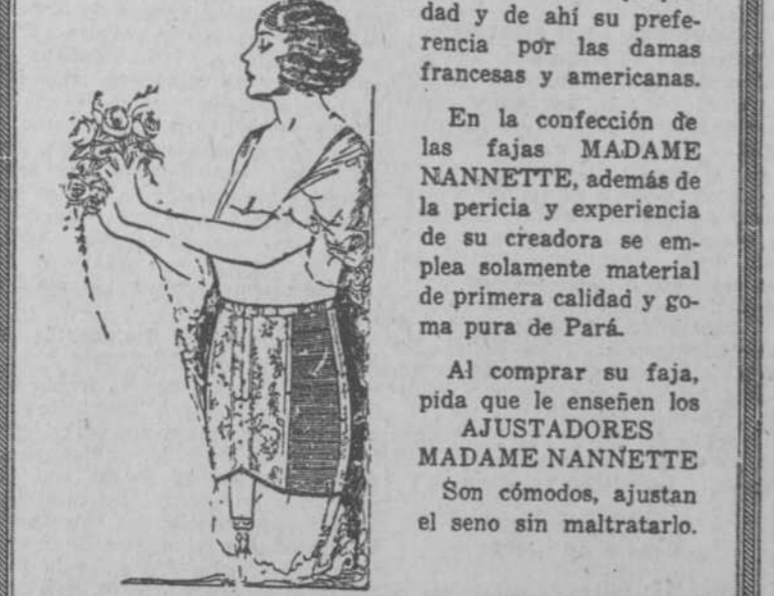 dad y de ahí su prefe-
rencia por las damas
francesas y americanas.
En la confección de
las fajas MADAME
NANNETTE, además de
la pericia y experiencia
de su creadora se em-
plea solamente material
de primera calidad y go-
ma pura de Pará.
Al comprar su faja,
pida que le enseñen los
AJUSTADORES
MADAME NANNETTE
Son cómodos, ajustan
el seno sin maltratarlo.